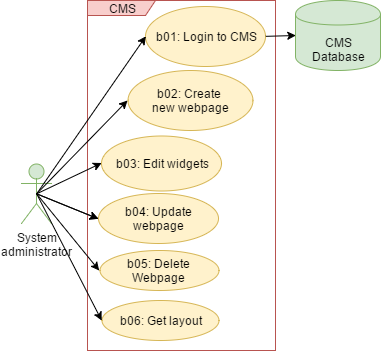 CMS
b01: Login to CMS
CMS
Database
b02: Create
new webpage
b03: Edit widgets
b04: Update
webpage
System
administrator
b05: Delete
Webpage
b06: Get layout